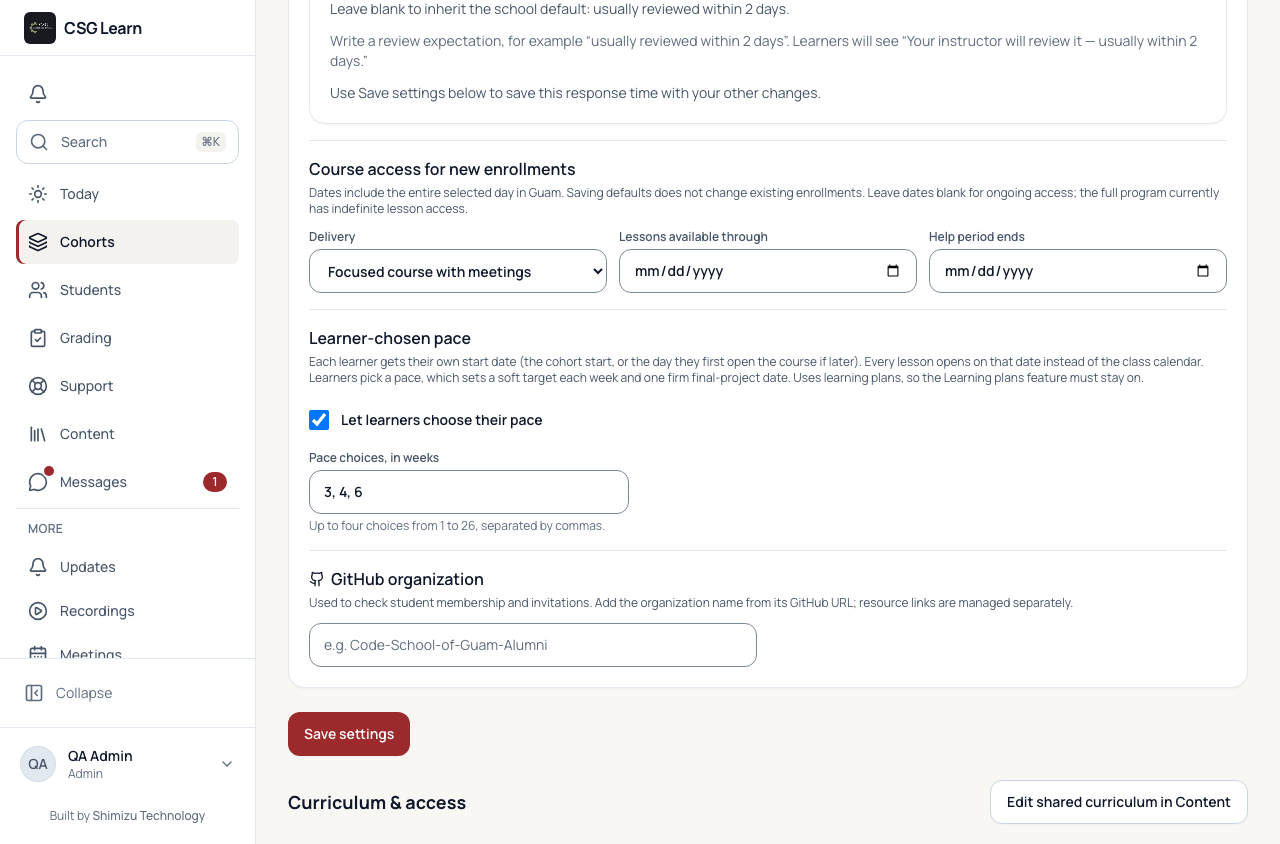 CSG Learn
Search
⌘K
Today
Cohorts
Students
Grading
Support
Content
Messages
1
MORE
Updates
Recordings
Meetings
Collapse
QA
QA Admin
Admin
Built by Shimizu Technology
Leave blank to inherit the school default: usually reviewed within 2 days.
Write a review expectation, for example “usually reviewed within 2 days”. Learners will see “Your instructor will review it — usually within 2
days.”
Use Save settings below to save this response time with your other changes.
Course access for new enrollments
Dates include the entire selected day in Guam. Saving defaults does not change existing enrollments. Leave dates blank for ongoing access; the full program currently
has indefinite lesson access.
Delivery
Lessons available through
Help period ends
Focused course with meetings
mm/dd/yyyy
mm/dd/yyyy
Learner-chosen pace
Each learner gets their own start date (the cohort start, or the day they first open the course if later). Every lesson opens on that date instead of the class calendar.
Learners pick a pace, which sets a soft target each week and one firm final-project date. Uses learning plans, so the Learning plans feature must stay on.
Let learners choose their pace
Pace choices, in weeks
3, 4, 6
Up to four choices from 1 to 26, separated by commas.
GitHub organization
Used to check student membership and invitations. Add the organization name from its GitHub URL; resource links are managed separately.
e.g. Code-School-of-Guam-Alumni
Save settings
Curriculum & access
Edit shared curriculum in Content